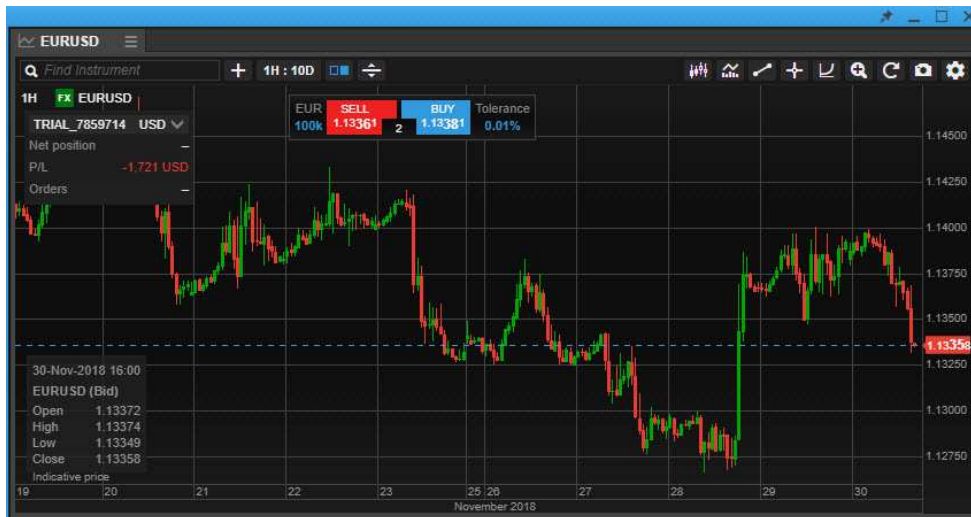 EURUSD
Find Instrument
1H : 10D
1H FX EURUSD
TRIAL_7859714 USD
Net position –
P/L -1,721 USD
Orders –
EUR SELL BUY Tolerance
100k 1.13361 2 1.13381 0.01%
1.14500
1.14250
1.14000
1.13750
1.13500
1.13358
1.13250
1.13000
1.12750
30-Nov-2018 16:00
EURUSD (Bid)
Open 1.13372
High 1.13374
Low 1.13349
Close 1.13358
Indicative price
19 20 21 22 23 25 26 27 28 29 30
November 2018